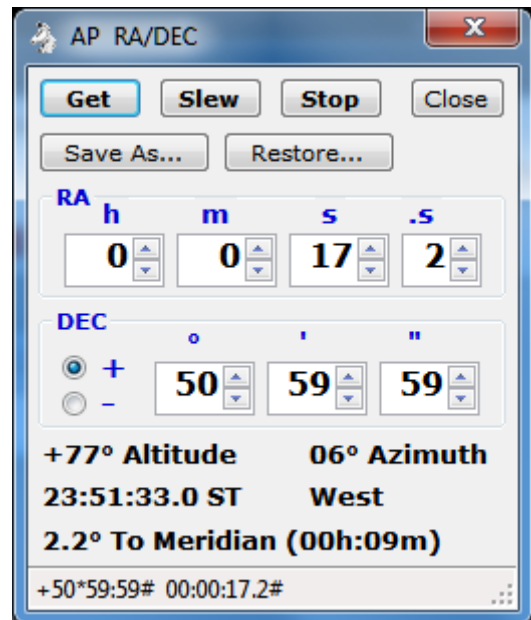 AP RA/DEC
Get Slew Stop Close
Save As... Restore...
RA
h m s .s
0 0 17 2
DEC
° ' "
+ 50 59 59
-
+77° Altitude 06° Azimuth
23:51:33.0 ST West
2.2° To Meridian (00h:09m)
+50*59:59# 00:00:17.2#